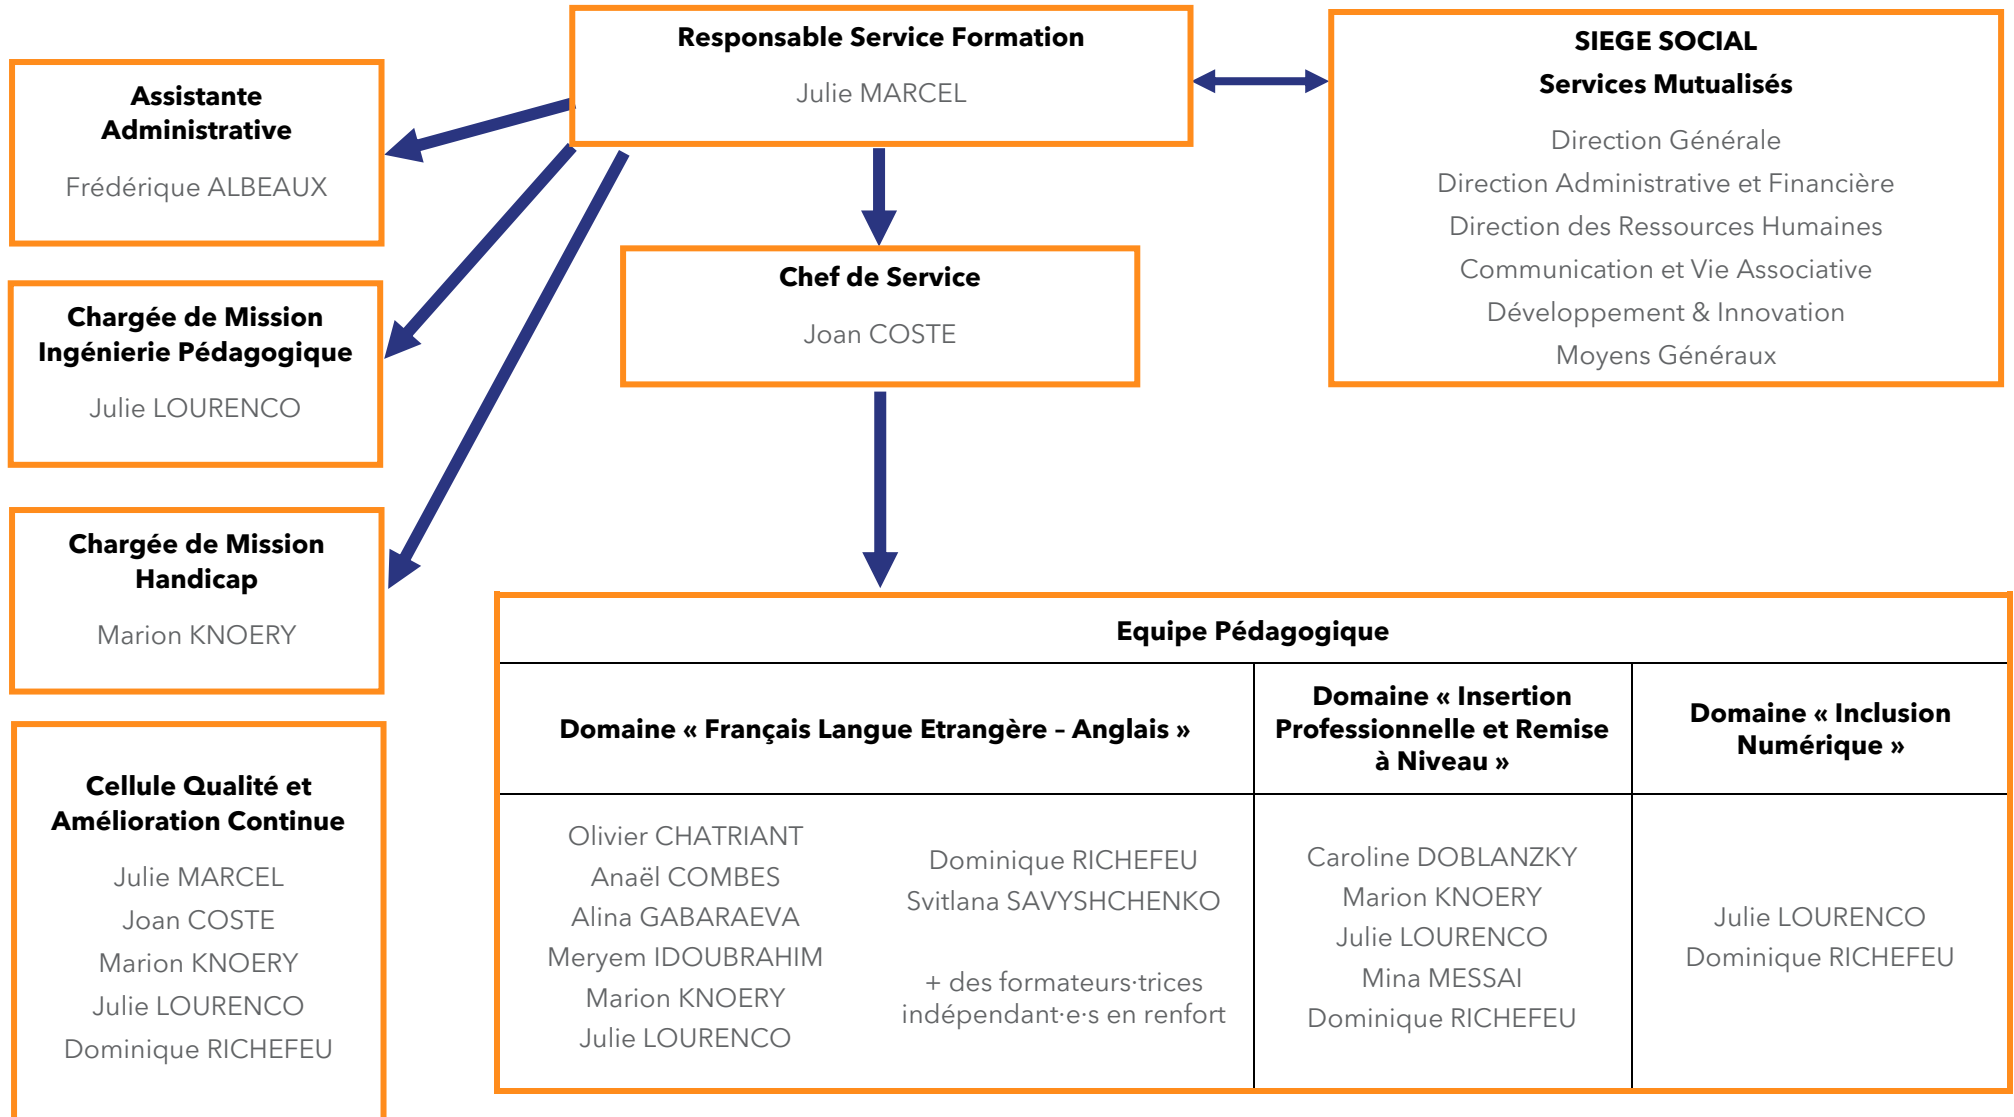 Responsable Service Formation
Julie MARCEL
SIEGE SOCIAL
Services Mutualisés
Direction Générale
Direction Administrative et Financière
Direction des Ressources Humaines
Communication et Vie Associative
Développement & Innovation
Moyens Généraux
Assistante
Administrative
Frédérique ALBEAUX
Chef de Service
Joan COSTE
Chargée de Mission
Ingénierie Pédagogique
Julie LOURENCO
Chargée de Mission
Handicap
Marion KNOERY
Cellule Qualité et
Amélioration Continue
Julie MARCEL
Joan COSTE
Marion KNOERY
Julie LOURENCO
Dominique RICHEFEU
Equipe Pédagogique
Domaine « Français Langue Etrangère – Anglais »
Olivier CHATRIANT
Anaël COMBES
Alina GABARAEVA
Meryem IDOUBRAHIM
Marion KNOERY
Julie LOURENCO
Dominique RICHEFEU
Svitlana SAVYSHCHENKO
+ des formateurs·trices
indépendant·e·s en renfort
Domaine « Insertion
Professionnelle et Remise
à Niveau »
Caroline DOBLANZKY
Marion KNOERY
Julie LOURENCO
Mina MESSAI
Dominique RICHEFEU
Domaine « Inclusion
Numérique »
Julie LOURENCO
Dominique RICHEFEU